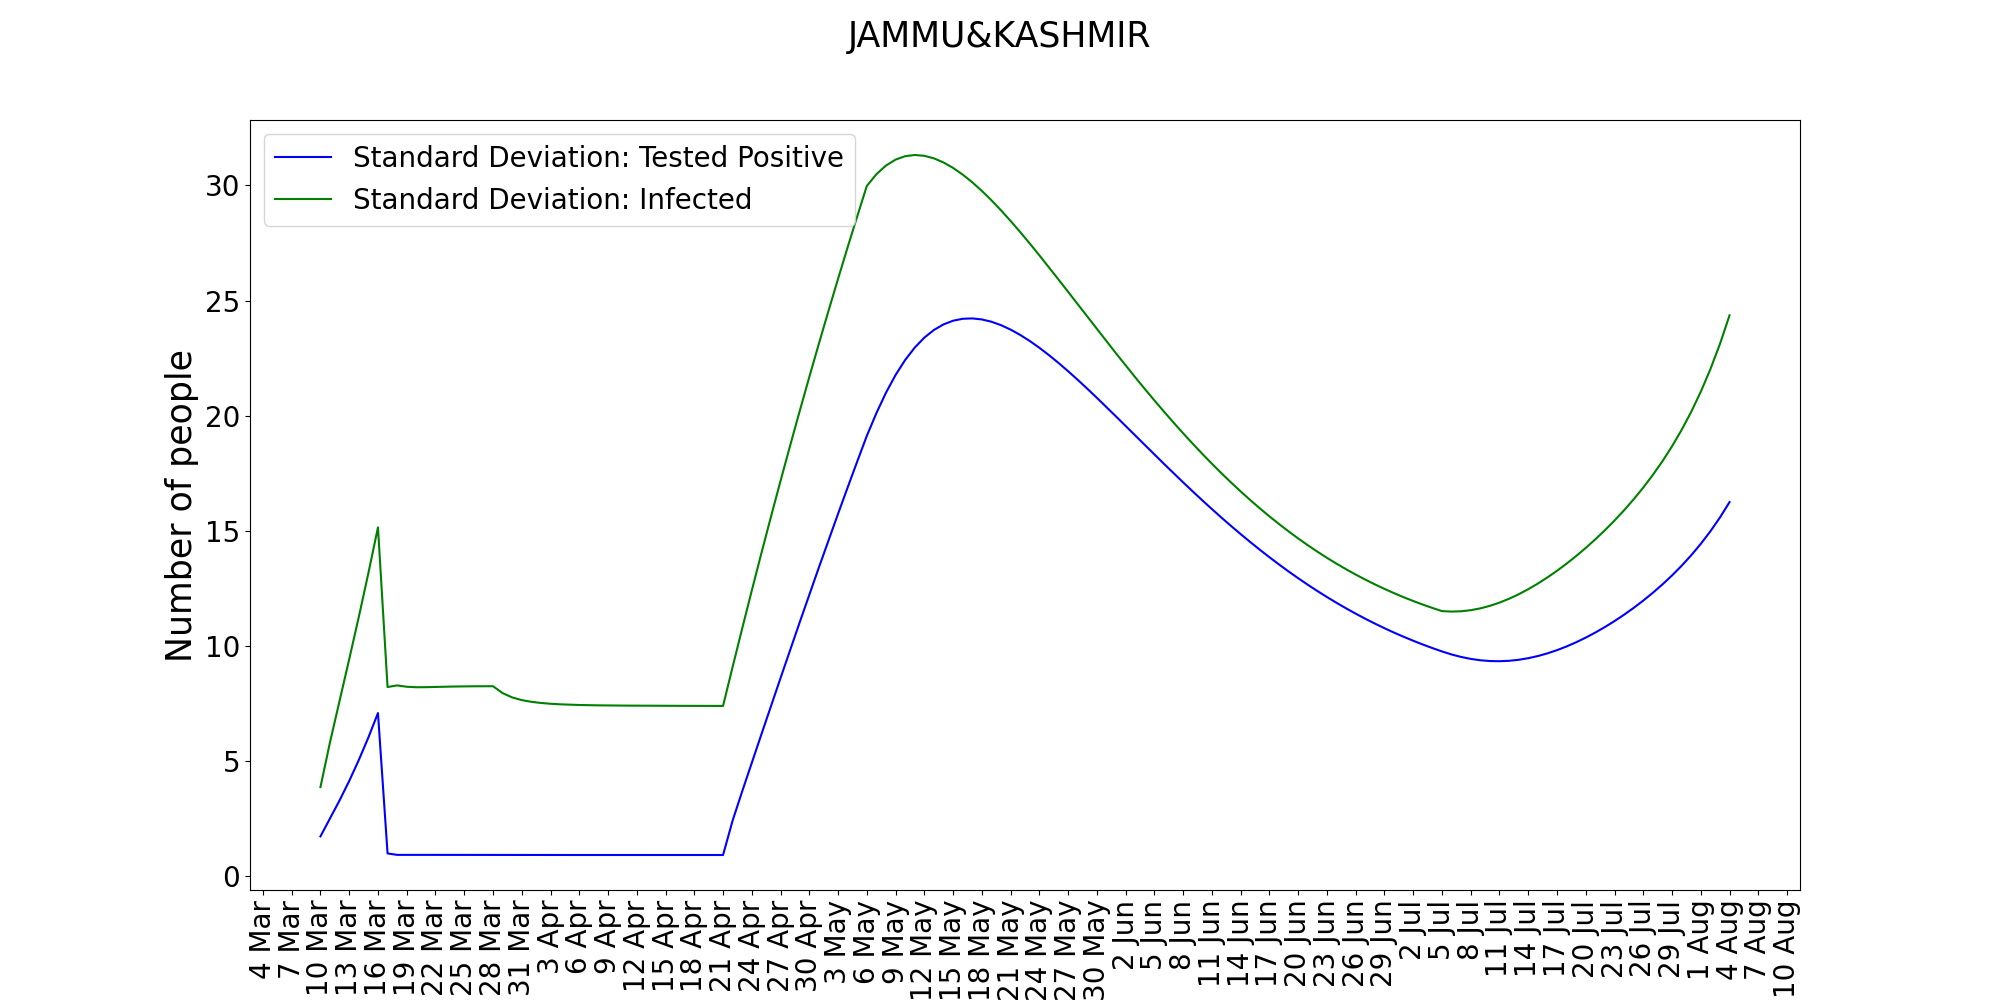 JAMMU&KASHMIR
Standard Deviation: Tested Positive
Standard Deviation: Infected
Number of people
30
25
20
15
10
5
0
4 Mar
7 Mar
10 Mar
13 Mar
16 Mar
19 Mar
22 Mar
25 Mar
28 Mar
31 Mar
3 Apr
6 Apr
9 Apr
12 Apr
15 Apr
18 Apr
21 Apr
24 Apr
27 Apr
30 Apr
3 May
6 May
9 May
12 May
15 May
18 May
21 May
24 May
27 May
30 May
2 Jun
5 Jun
8 Jun
11 Jun
14 Jun
17 Jun
20 Jun
23 Jun
26 Jun
29 Jun
2 Jul
5 Jul
8 Jul
11 Jul
14 Jul
17 Jul
20 Jul
23 Jul
26 Jul
29 Jul
1 Aug
4 Aug
7 Aug
10 Aug